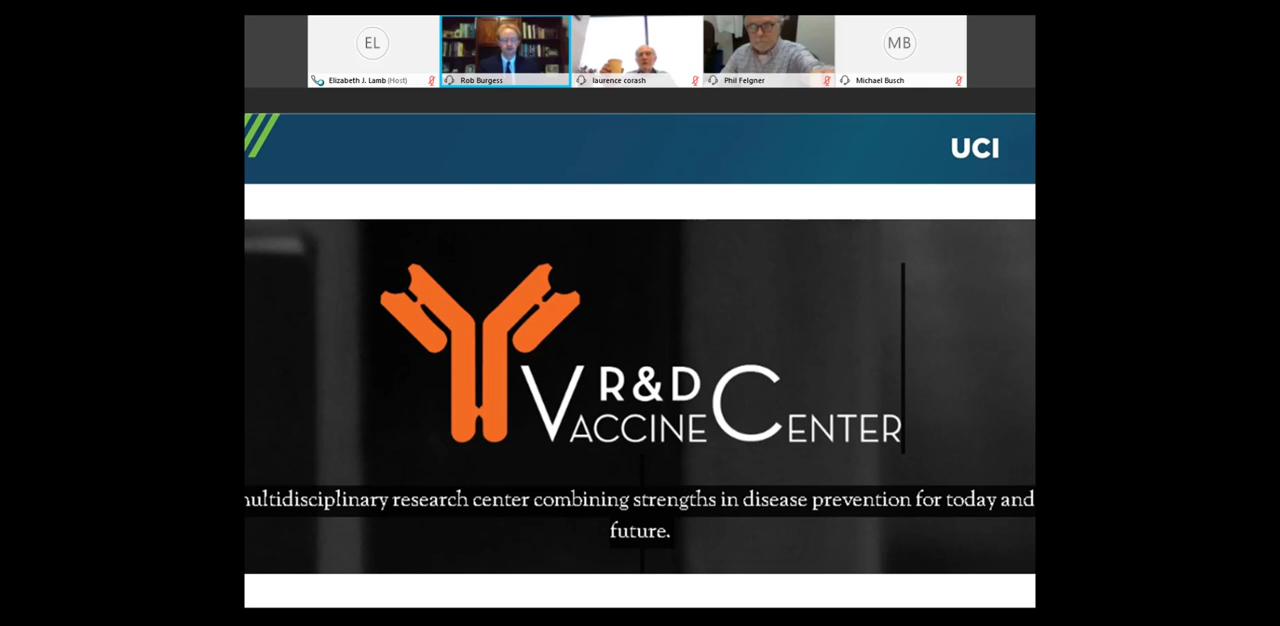 EL
MB
Elizabeth J. Lamb (Host)
Rob Burgess
laurence corash
Phil Felgner
Michael Busch
UCI
R&D
VACCINE CENTER
research center combining strengths in disease prevention for today and
future.